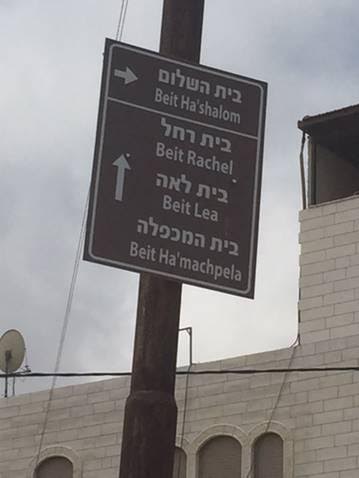 בית השלום
Beit Ha'shalom
בית רחל
Beit Rachel
בית לאה
Beit Lea
בית המכפלה
Beit Ha'machpela